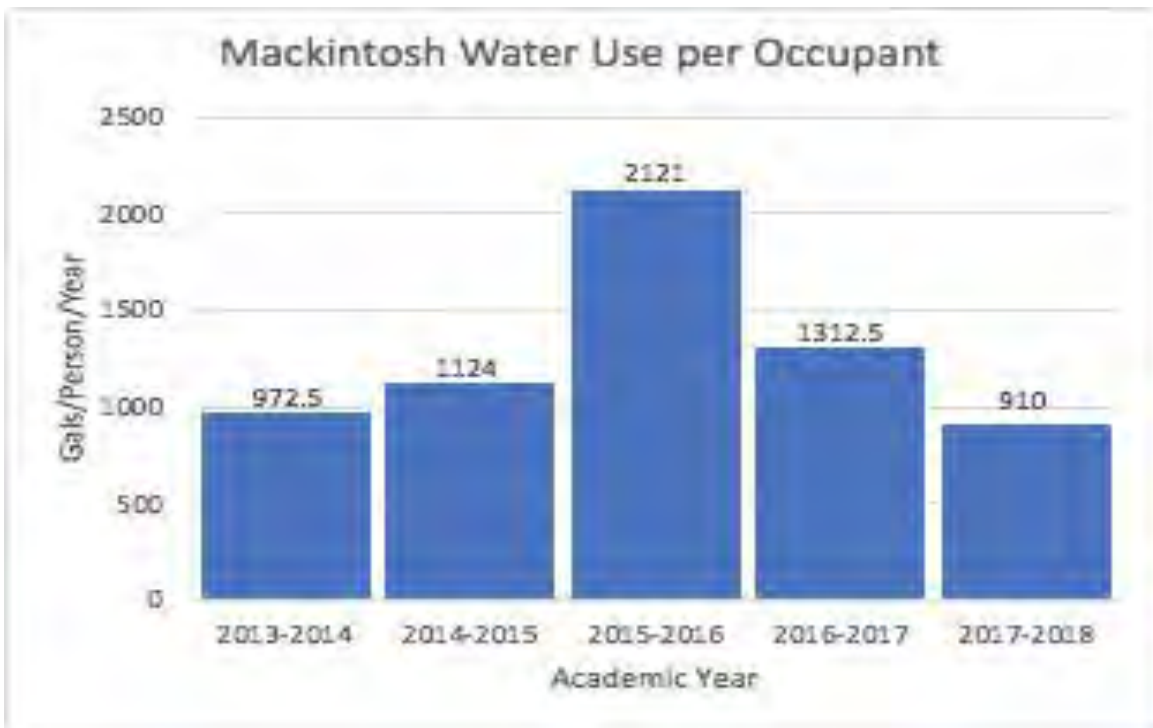 Mackintosh Water Use per Occupant
2500
2000
1500
1000
500
0
Gals/Person/Year
972.5
1124
2121
1312.5
910
2013-2014 2014-2015 2015-2016 2016-2017 2017-2018
Academic Year